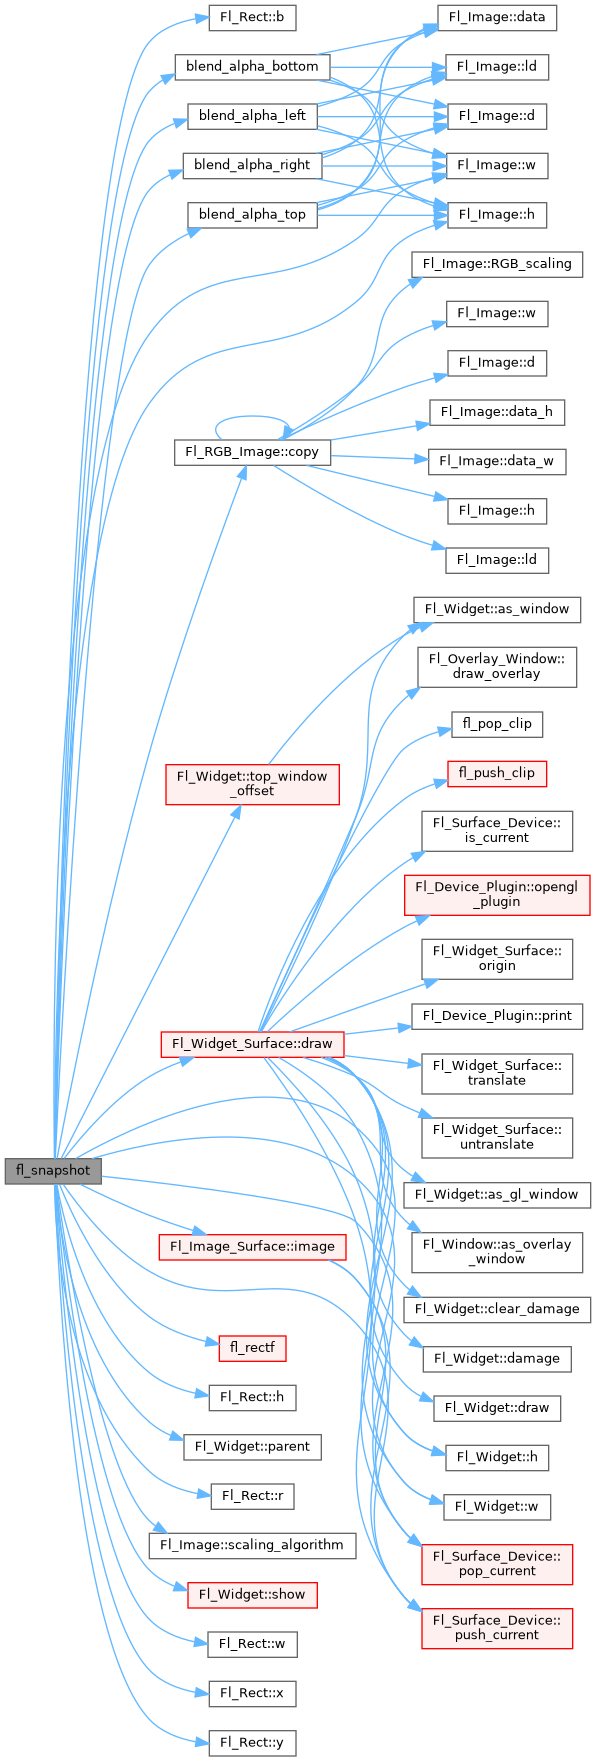 Fl_Rect::b
Fl_Image::data
blend_alpha_bottom
Fl_Image::ld
blend_alpha_left
Fl_Image::d
blend_alpha_right
Fl_Image::w
blend_alpha_top
Fl_Image::h
Fl_Image::RGB_scaling
Fl_Image::w
Fl_Image::d
Fl_Image::data_h
Fl_RGB_Image::copy
Fl_Image::data_w
Fl_Image::h
Fl_Image::ld
Fl_Widget::as_window
Fl_Overlay_Window::
draw_overlay
fl_pop_clip
Fl_Widget::top_window
_offset
fl_push_clip
Fl_Surface_Device::
is_current
Fl_Device_Plugin::opengl
_plugin
Fl_Widget_Surface::
origin
Fl_Device_Plugin::print
Fl_Widget_Surface::draw
Fl_Widget_Surface::
translate
Fl_Widget_Surface::
untranslate
fl_snapshot
Fl_Widget::as_gl_window
Fl_Image_Surface::image
Fl_Window::as_overlay
_window
Fl_Widget::clear_damage
fl_rectf
Fl_Widget::damage
Fl_Rect::h
Fl_Widget::draw
Fl_Widget::parent
Fl_Widget::h
Fl_Rect::r
Fl_Widget::w
Fl_Image::scaling_algorithm
Fl_Surface_Device::
pop_current
Fl_Widget::show
Fl_Surface_Device::
push_current
Fl_Rect::w
Fl_Rect::x
Fl_Rect::y